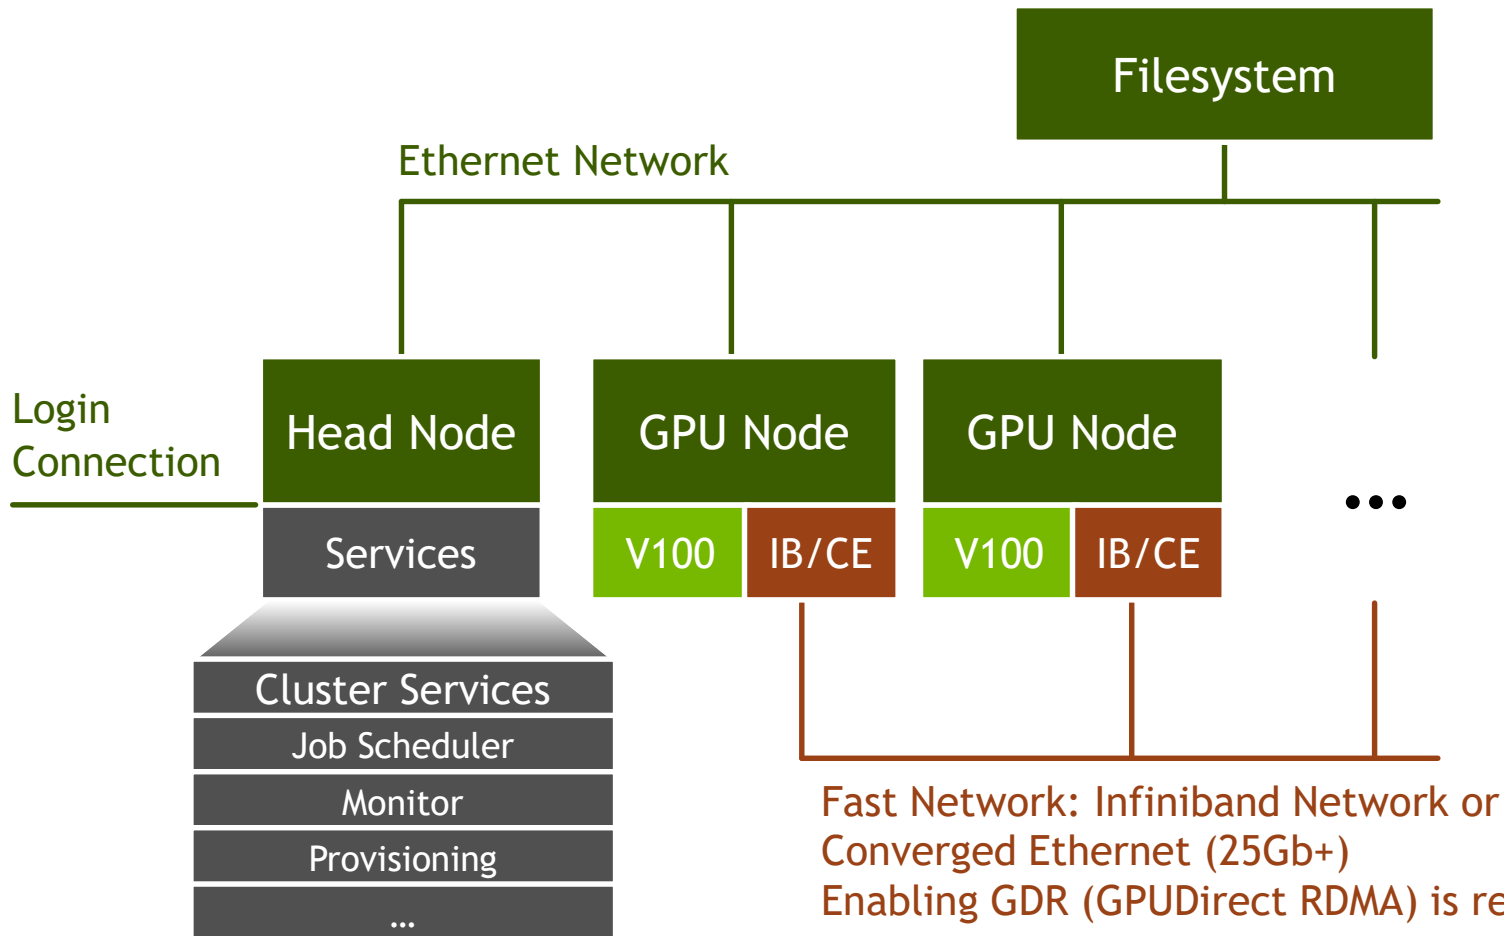 Filesystem
Ethernet Network
Login
Connection
Head Node
GPU Node
GPU Node
...
Services
V100
IB/CE
V100
IB/CE
Cluster Services
Job Scheduler
Monitor
Provisioning
...
Fast Network: Infiniband Network or
Converged Ethernet (25Gb+)
Enabling GDR (GPUDirect RDMA) is